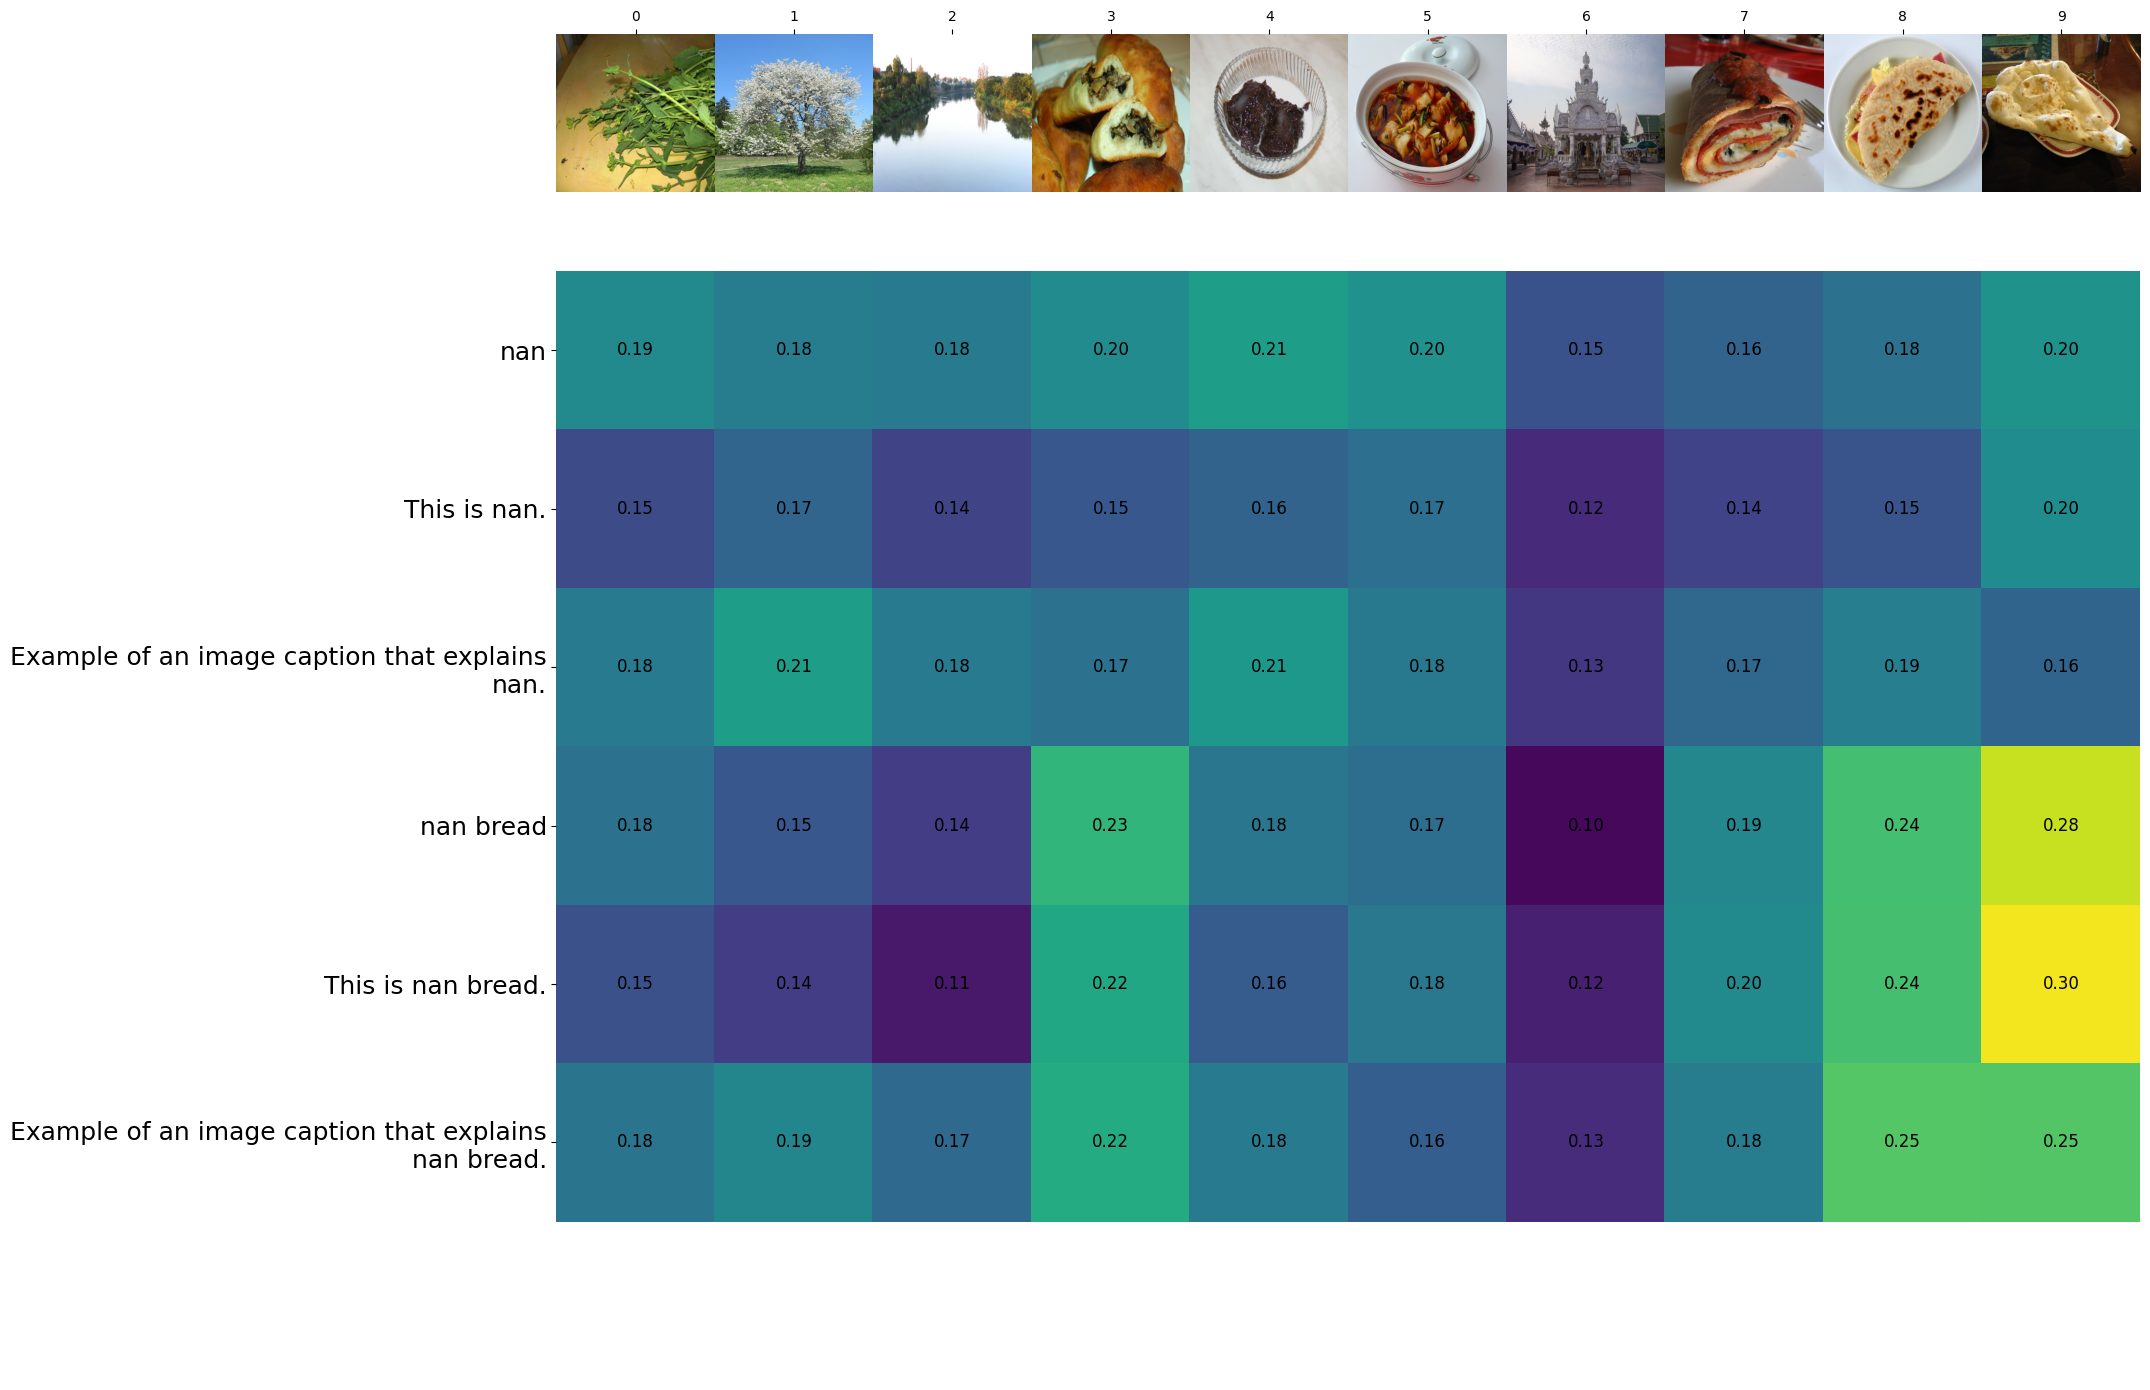 0 1 2 3 4 5 6 7 8 9
nan 0.19 0.18 0.18 0.20 0.21 0.20 0.15 0.16 0.18 0.20
This is nan. 0.15 0.17 0.14 0.15 0.16 0.17 0.12 0.14 0.15 0.20
Example of an image caption that explains
nan. 0.18 0.21 0.18 0.17 0.21 0.18 0.13 0.17 0.19 0.16
nan bread 0.18 0.15 0.14 0.23 0.18 0.17 0.10 0.19 0.24 0.28
This is nan bread. 0.15 0.14 0.11 0.22 0.16 0.18 0.12 0.20 0.24 0.30
Example of an image caption that explains
nan bread. 0.18 0.19 0.17 0.22 0.18 0.16 0.13 0.18 0.25 0.25